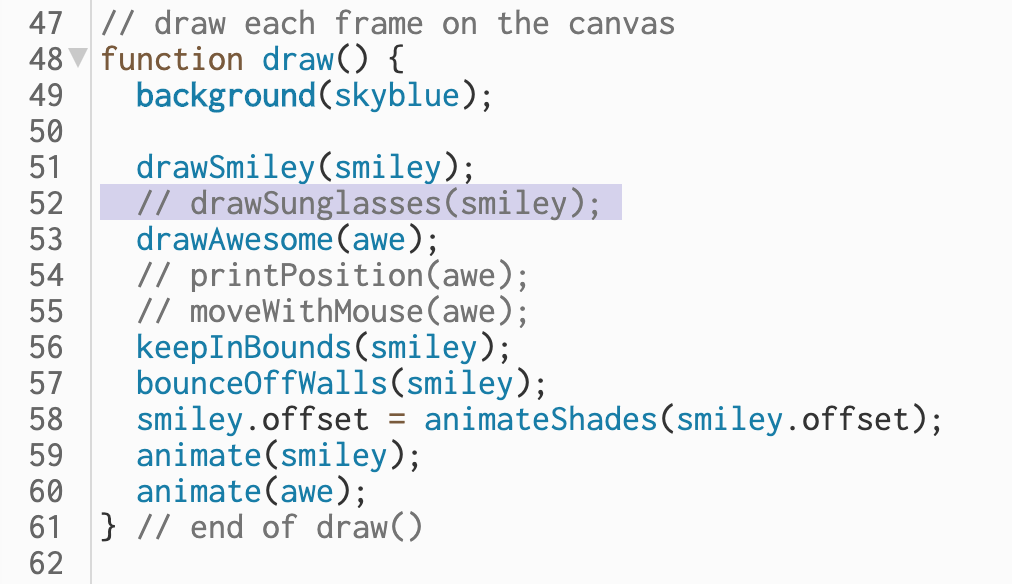 47 // draw each frame on the canvas
48 function draw() {
49   background(skyblue);
50
51   drawSmiley(smiley);
52   // drawSunglasses(smiley);
53   drawAwesome(awe);
54   // printPosition(awe);
55   // moveWithMouse(awe);
56   keepInBounds(smiley);
57   bounceOffWalls(smiley);
58   smiley.offset = animateShades(smiley.offset);
59   animate(smiley);
60   animate(awe);
61 } // end of draw()
62